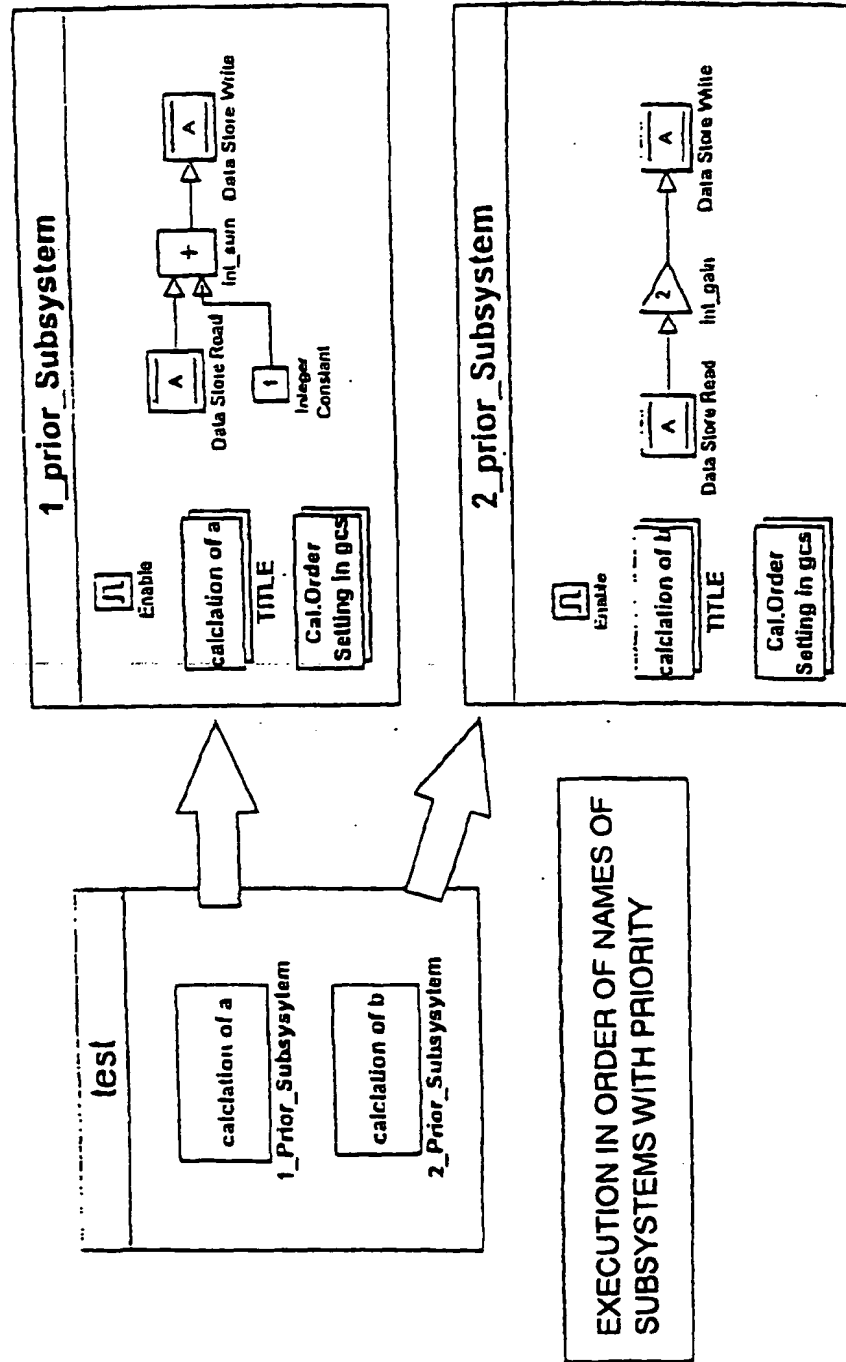 test
calclation of a
1_Prior_Subsysytem
calclation of b
2_Prior_Subsysytem
1_prior_Subsystem
Enable
calclation of a
TITLE
Cal.Order
Setting in gcs
A
Data Store Read
1
Integer
Constant
+
Int_sum
A
Data Store Write
2_prior_Subsystem
Enable
calclation of b
TITLE
Cal.Order
Setting in gcs
A
Data Store Read
2
Int_gain
A
Data Store Write
EXECUTION IN ORDER OF NAMES OF
SUBSYSTEMS WITH PRIORITY